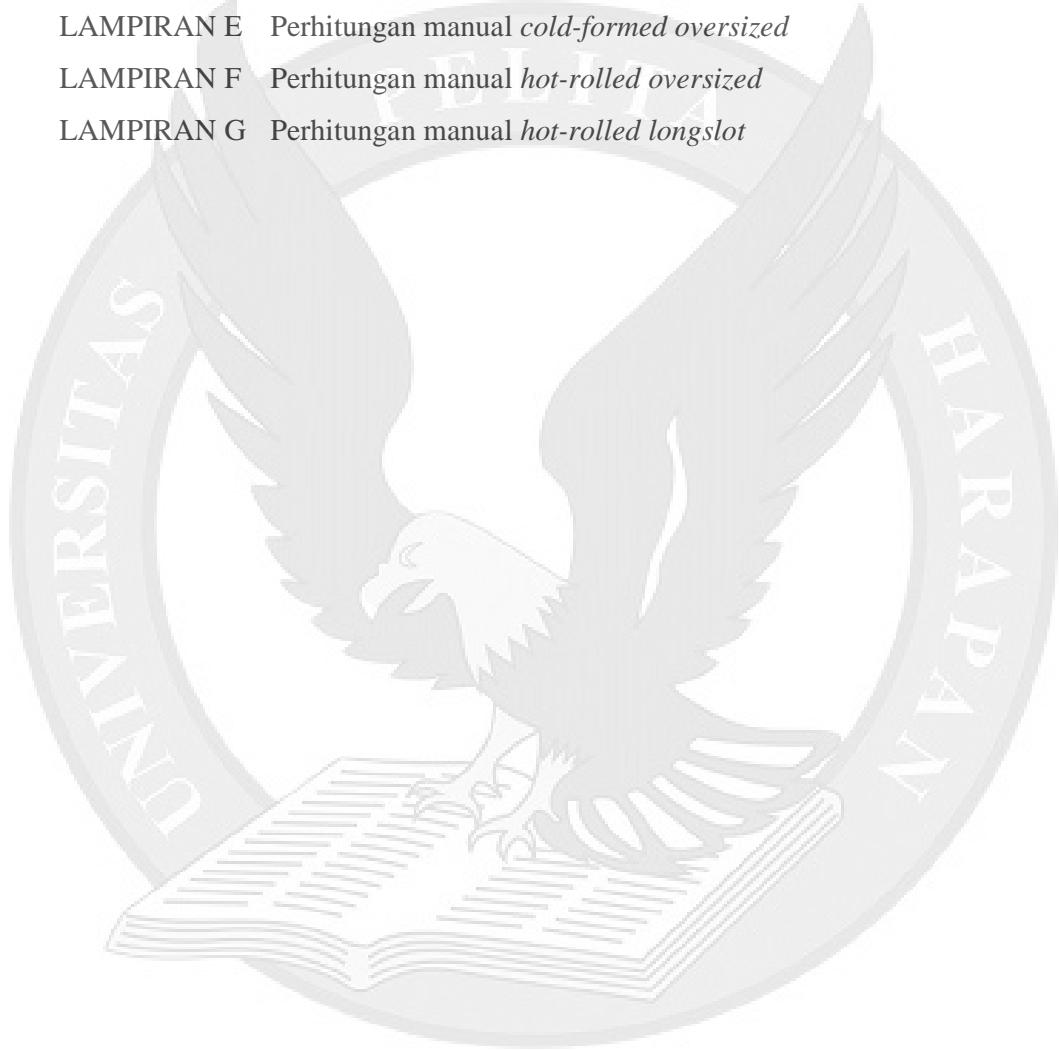 LAMPIRAN E Perhitungan manual cold-formed oversized
LAMPIRAN F Perhitungan manual hot-rolled oversized
LAMPIRAN G Perhitungan manual hot-rolled longslot
UNIVERSITAS PELITA HARAPAN